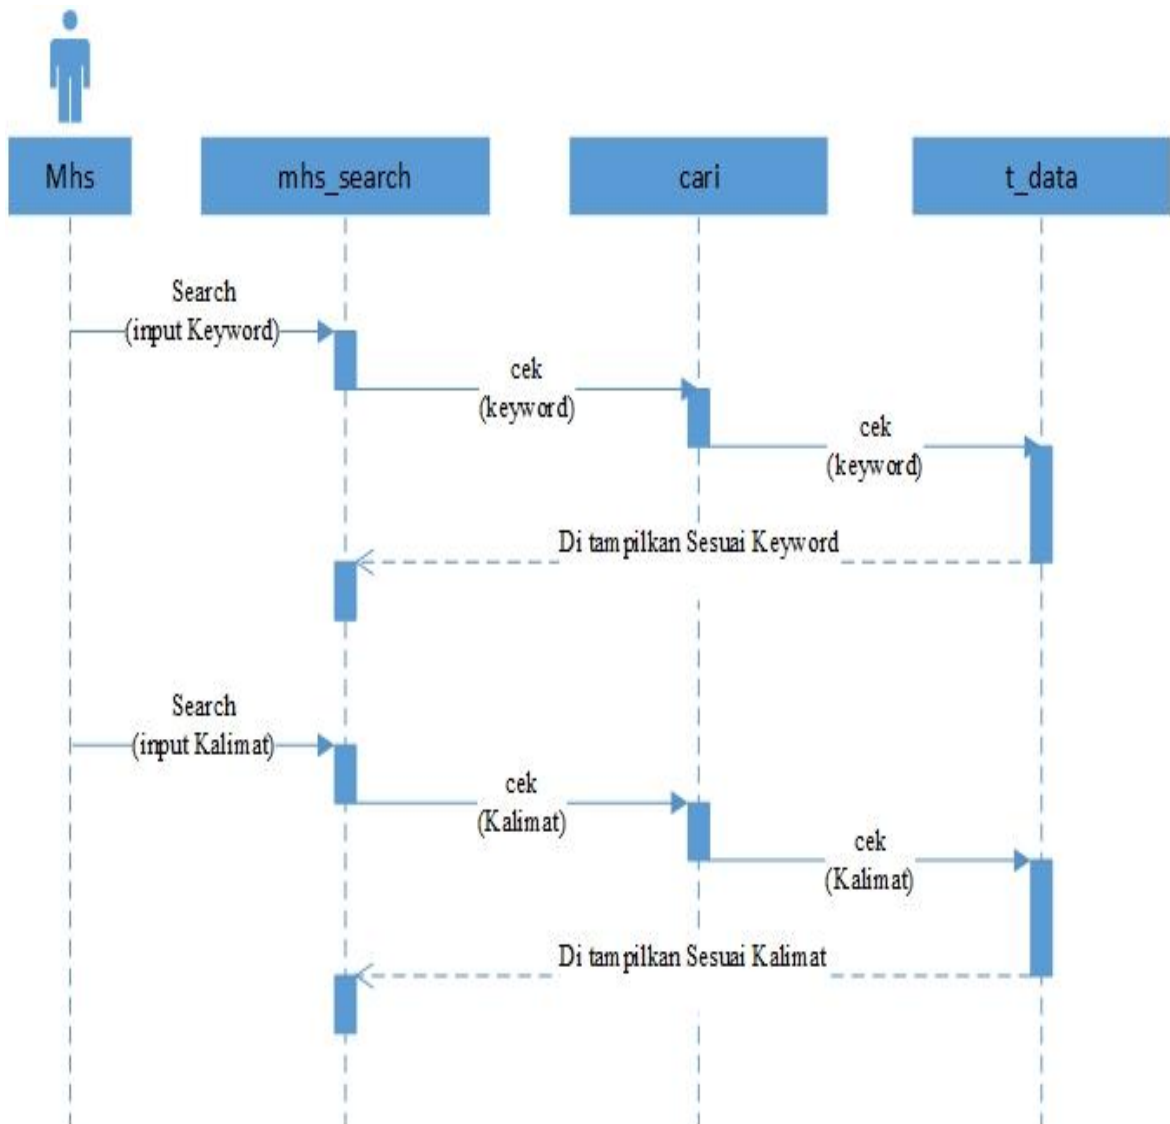 Mhs
mhs_search
cari
t_data
Search
(input Keyword)
cek
(keyword)
cek
(keyword)
Di tampilkan Sesuai Keyword
Search
(input Kalimat)
cek
(Kalimat)
cek
(Kalimat)
Di tampilkan Sesuai Kalimat